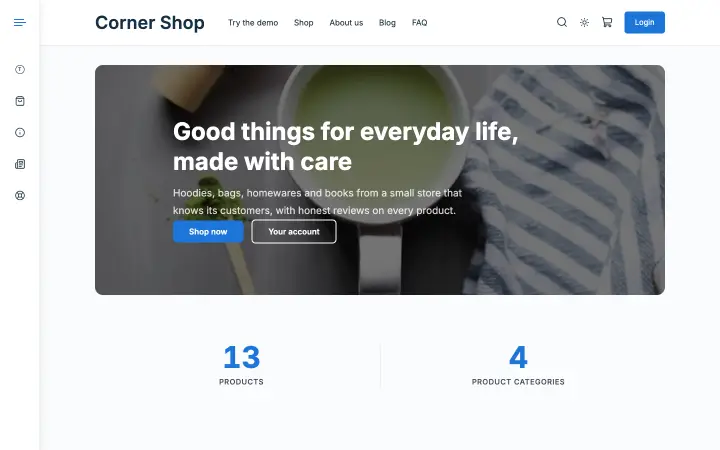 Corner Shop
Try the demo
Shop
About us
Blog
FAQ
Login
Good things for everyday life,
made with care
Hoodies, bags, homewares and books from a small store that
knows its customers, with honest reviews on every product.
Shop now
Your account
13
PRODUCTS
4
PRODUCT CATEGORIES